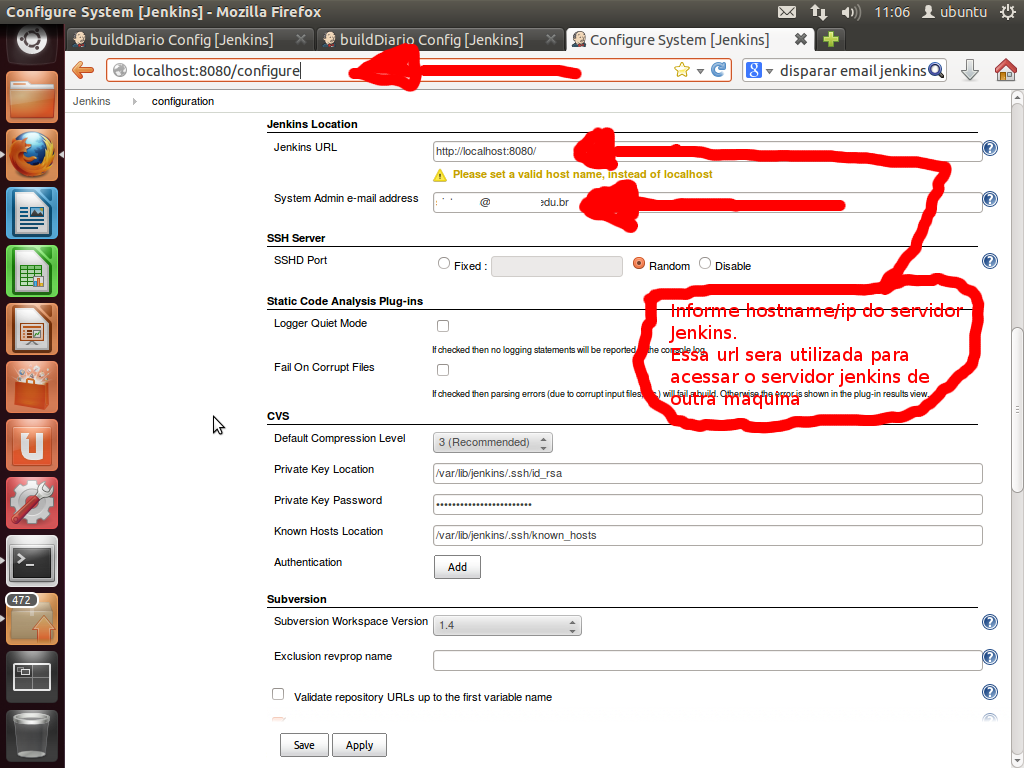 Configure System [Jenkins] - Mozilla Firefox
11:06
ubuntu
buildDiario Config [Jenkins]
buildDiario Config [Jenkins]
Configure System [Jenkins]
localhost:8080/configure
disparar email jenkins
Jenkins
configuration
Jenkins Location
Jenkins URL
http://localhost:8080/
Please set a valid host name, instead of localhost
System Admin e-mail address
@
edu.br
SSH Server
SSHD Port
Fixed :
Random
Disable
Static Code Analysis Plug-ins
Informe hostname/ip do servidor
Jenkins.
Essa url sera utilizada para
acessar o servidor jenkins de
outra maquina
Logger Quiet Mode
If checked then no logging statements will be reported the console log.
Fail On Corrupt Files
If checked then parsing errors (due to corrupt input files, ) will fail build. Otherwise the error is shown in the plug-in results view.
CVS
Default Compression Level
3 (Recommended)
Private Key Location
/var/lib/jenkins/.ssh/id_rsa
Private Key Password
Known Hosts Location
/var/lib/jenkins/.ssh/known_hosts
Authentication
Add
Subversion
472
Subversion Workspace Version
1.4
Exclusion revprop name
Validate repository URLs up to the first variable name
Save
Apply